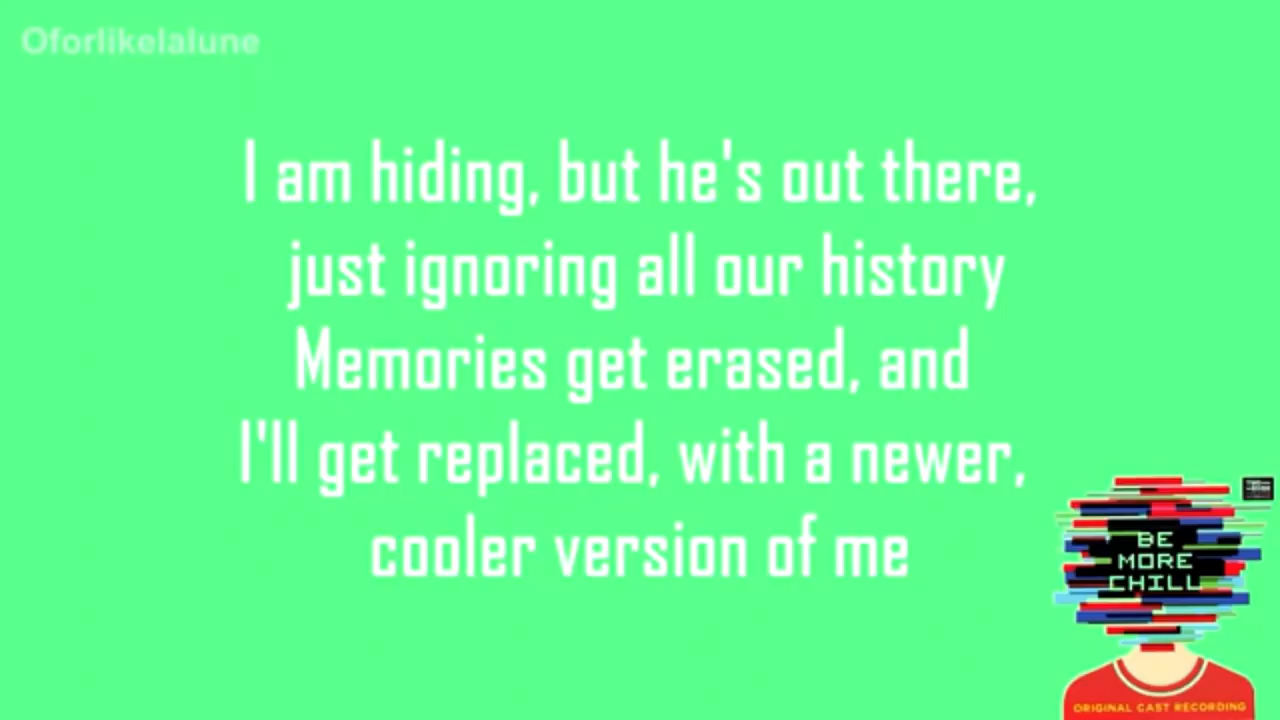 Oforlikelalune
I am hiding, but he's out there,
just ignoring all our history
Memories get erased, and
I'll get replaced, with a newer,
cooler version of me
BE
MORE
CHILL
ORIGINAL CAST RECORDING